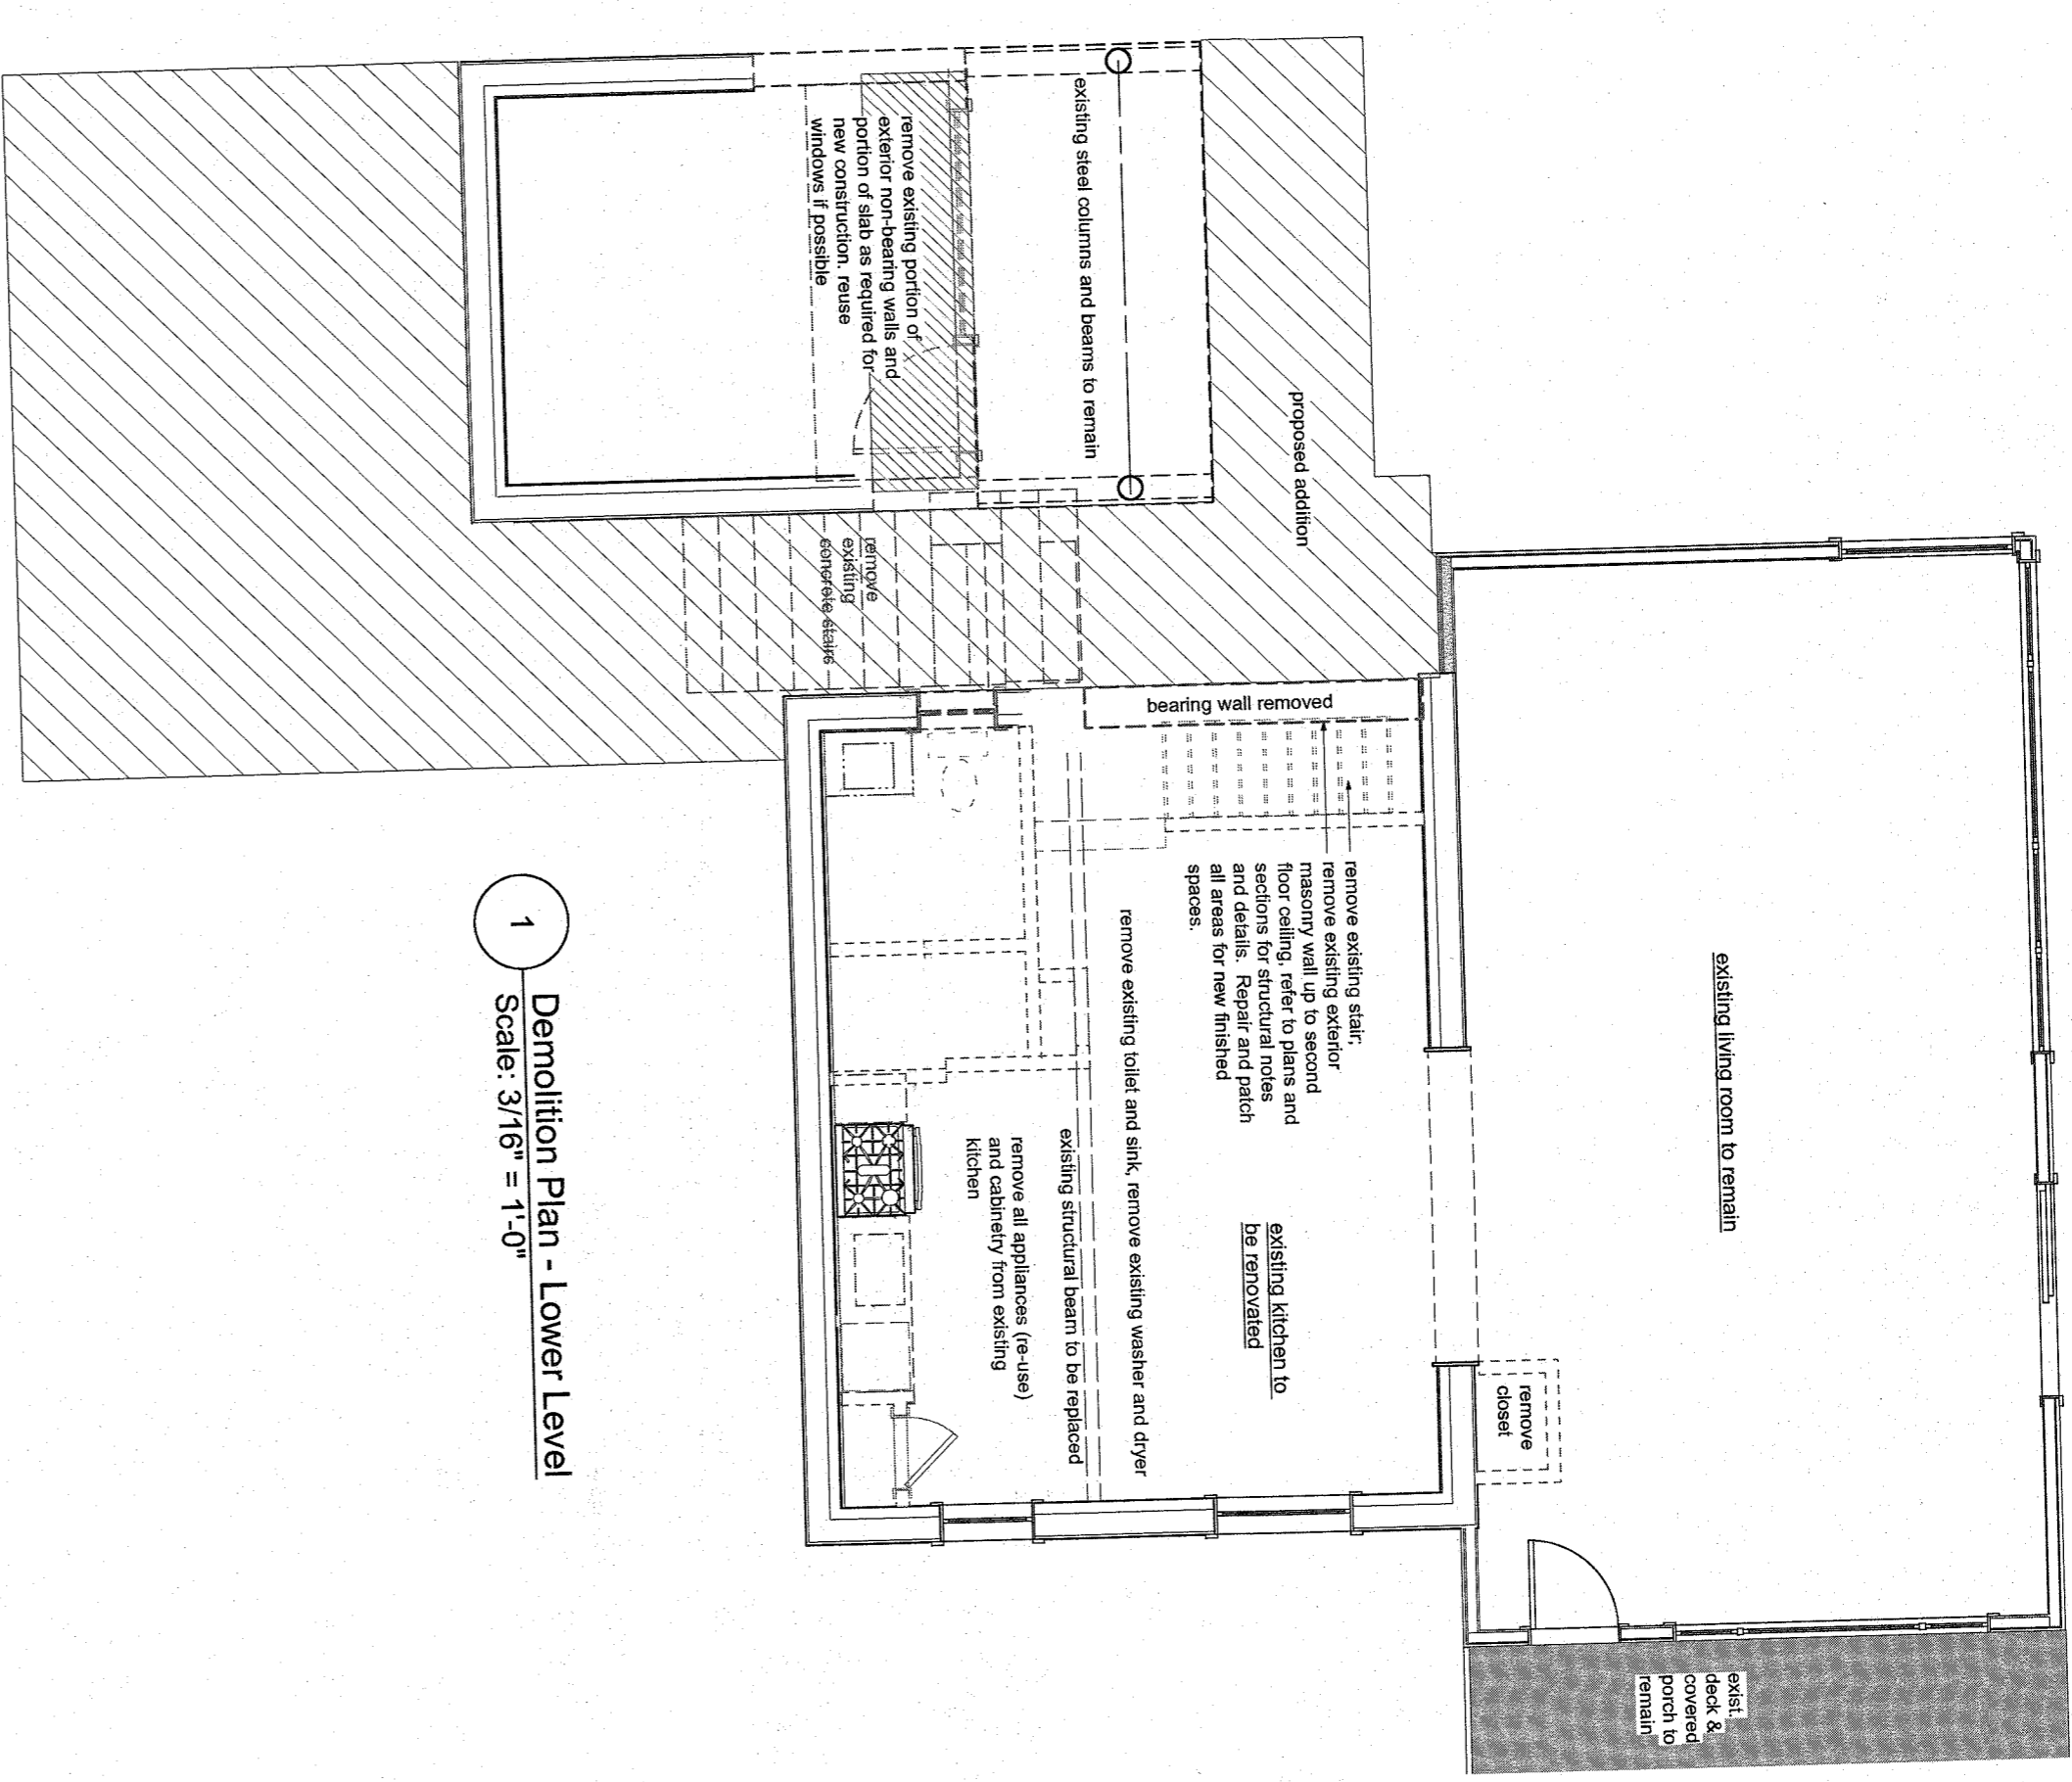 existing living room to remain
exist.
deck &
covered
porch to
remain
remove
closet
proposed addition
existing steel columns and beams to remain
remove existing portion of
exterior non-bearing walls and
portion of slab as required for
new construction. reuse
windows if possible
bearing wall removed
remove existing stair;
remove existing exterior
masonry wall up to second
floor ceiling, refer to plans and
sections for structural notes
and details. Repair and patch
all areas for new finished
spaces.
existing kitchen to
be renovated
remove existing toilet and sink, remove existing washer and dryer
existing structural beam to be replaced
remove all appliances (re-use)
and cabinetry from existing
kitchen
remove
existing
concrete stairs
1
Demolition Plan - Lower Level
Scale: 3/16" = 1'-0"